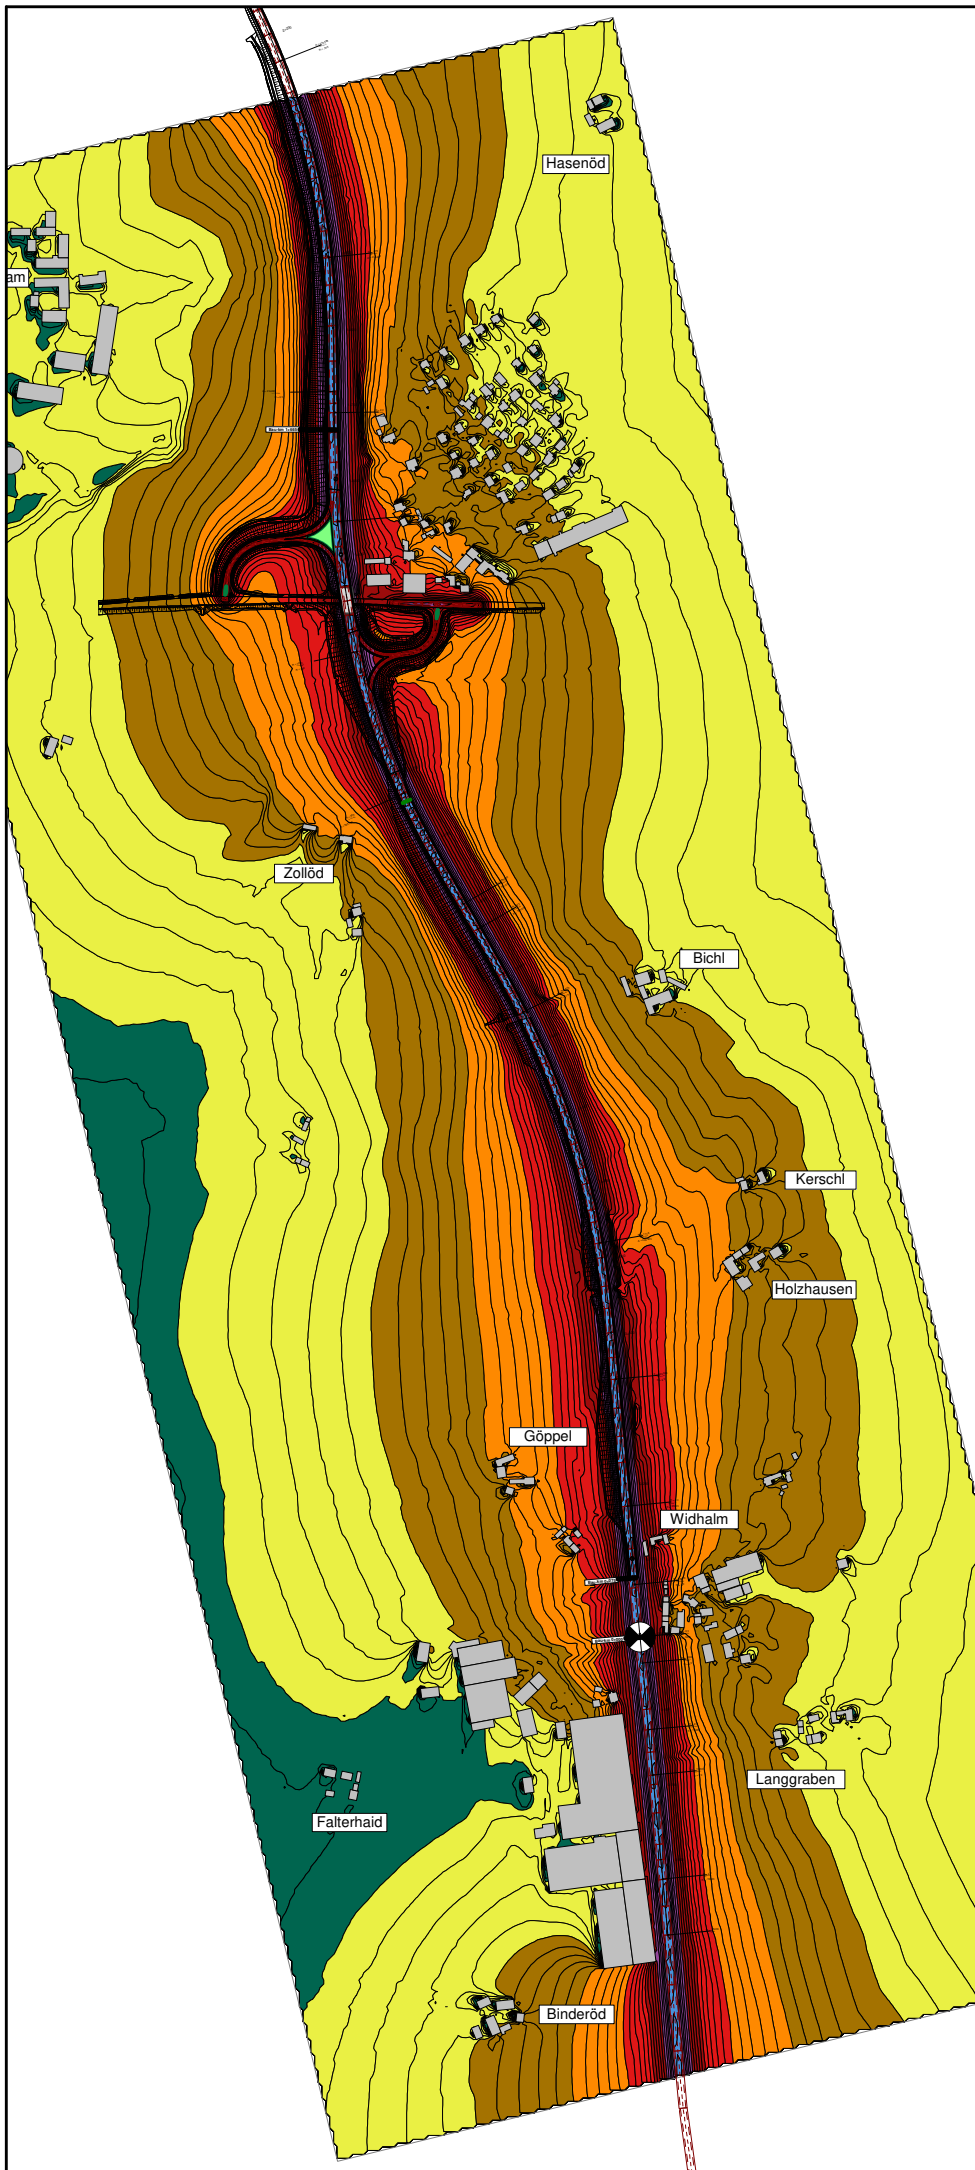 Hasenöd
am
Zollöd
Bichl
Kerschl
Holzhausen
Göppel
Widhalm
Langgraben
Falterhaid
Binderöd